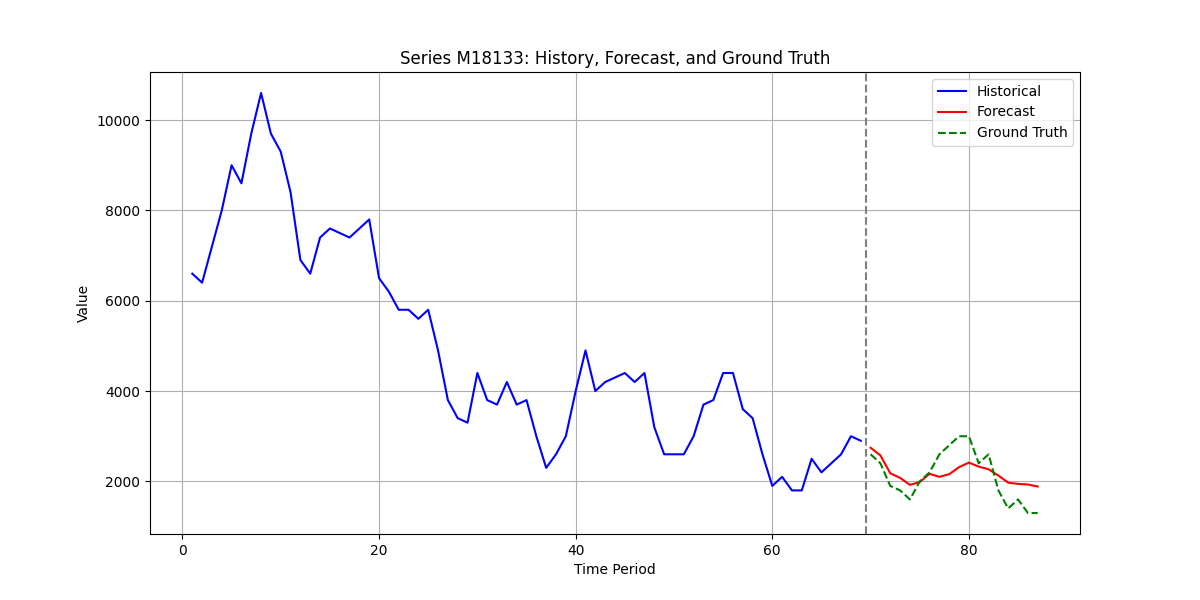 Series M18133: History, Forecast, and Ground Truth
Historical
Forecast
Ground Truth
10000
8000
6000
4000
2000
Value
0
20
40
60
80
Time Period